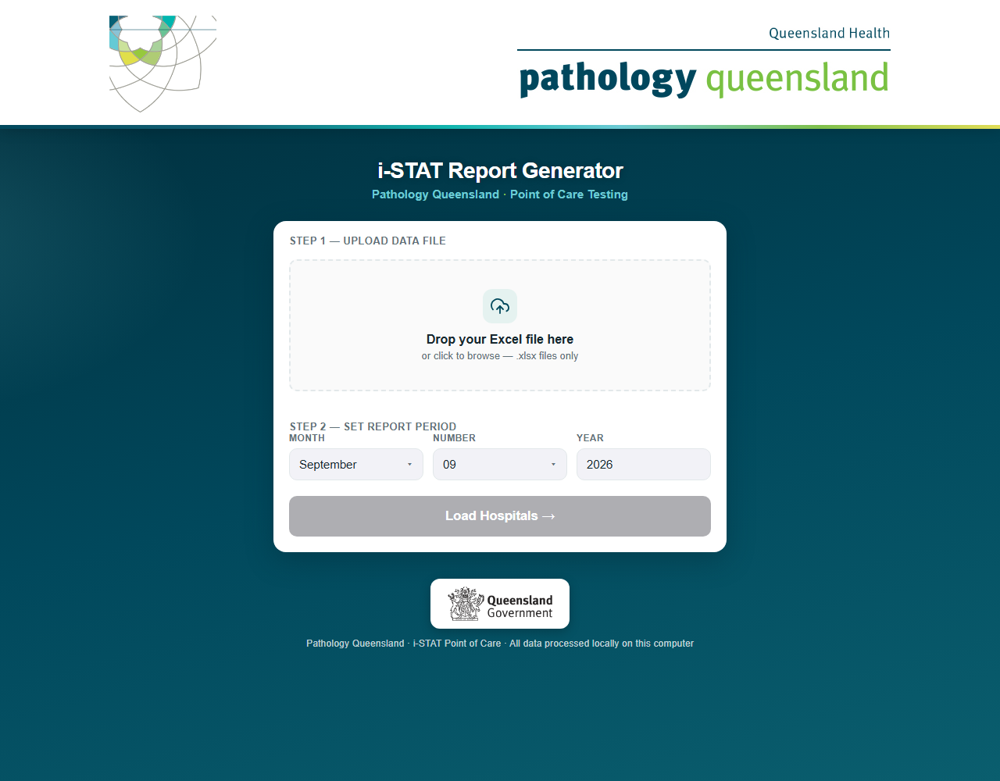 Queensland Health
pathology queensland
i-STAT Report Generator
Pathology Queensland · Point of Care Testing
STEP 1 — UPLOAD DATA FILE
Drop your Excel file here
or click to browse — .xlsx files only
STEP 2 — SET REPORT PERIOD
MONTH NUMBER YEAR
September 09 2026
Load Hospitals →
Queensland
Government
Pathology Queensland · i-STAT Point of Care · All data processed locally on this computer